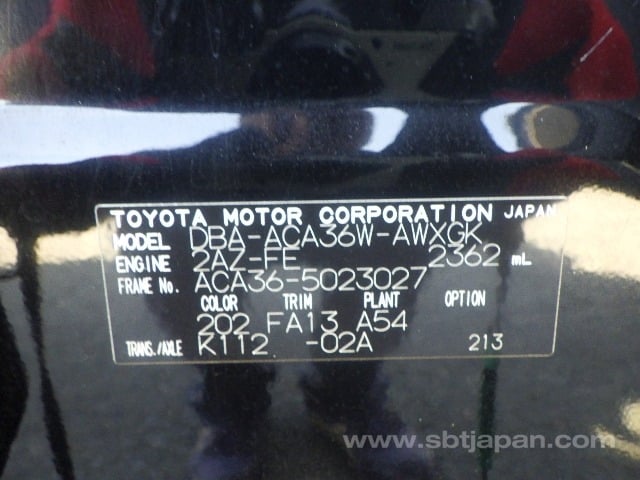 TOYOTA MOTOR CORPORATION JAPAN
MODEL DBA-ACA36W-AWXGK
ENGINE 2AZ-FE 2362 mL
FRAME No. ACA36-5023027
COLOR TRIM PLANT OPTION
202 FA13 A54
TRANS./AXLE K112 -02A 213
www.sbtjapan.com